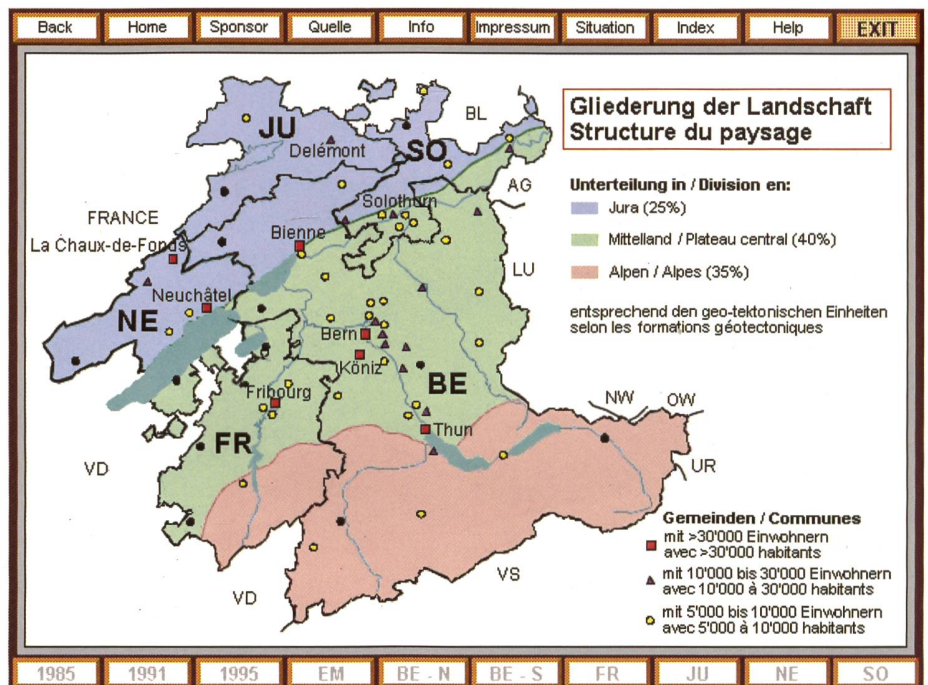 Back Home Sponsor Quelle Info Impressum Situation Index Help EXIT
Gliederung der Landschaft
Structure du paysage
Unterteilung in / Division en:
Jura (25%)
Mittelland / Plateau central (40%)
Alpen / Alpes (35%)
entsprechend den geo-tektonischen Einheiten
selon les formations géotectoniques
JU
BL
Delémont
SO
AG
Solothurn
FRANCE
Bienne
La Chaux-de-Fonds
LU
Neuchâtel
NE
Bern
Köniz
BE
Fribourg
NW
OW
Thun
FR
VD
UR
VS
VD
Gemeinden / Communes
mit >30'000 Einwohnern
avec >30'000 habitants
mit 10'000 bis 30'000 Einwohnern
avec 10'000 à 30'000 habitants
mit 5'000 bis 10'000 Einwohnern
avec 5'000 à 10'000 habitants
1985 1991 1995 EM BE - N BE - S FR JU NE SO